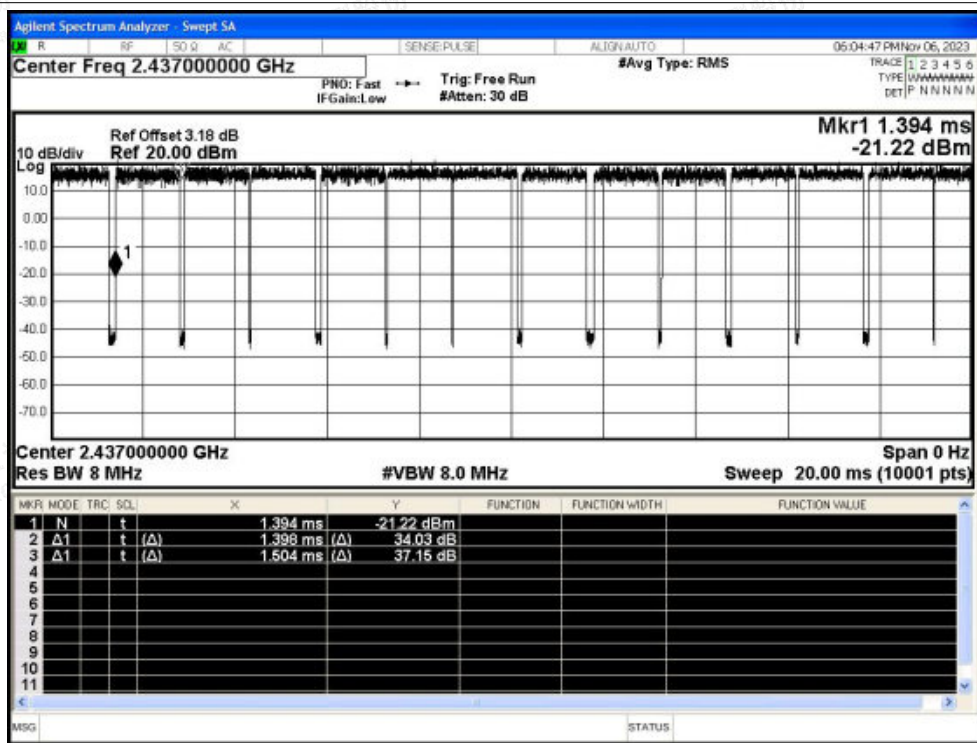 Agilent Spectrum Analyzer - Swept SA
R RF 50 Ω AC SENSE:PULSE ALIGNAUTO 05:04:47 PM Nov 06, 2023
Center Freq 2.437000000 GHz #Avg Type: RMS TRACE 1 2 3 4 5 6
PNO: Fast Trig: Free Run TYPE
IFGain:Low #Atten: 30 dB DET P N N N N N
Ref Offset 3.18 dB Mkr1 1.394 ms
10 dB/div Ref 20.00 dBm -21.22 dBm
Log
10.0
0.00
-10.0
1
-20.0
-30.0
-40.0
-50.0
-60.0
-70.0
Center 2.437000000 GHz Span 0 Hz
Res BW 8 MHz #VBW 8.0 MHz Sweep 20.00 ms (10001 pts)
MKR MODE TRC SCL X Y FUNCTION FUNCTION WIDTH FUNCTION VALUE
1 N t 1.394 ms -21.22 dBm
2 Δ1 t (Δ) 1.398 ms (Δ) 34.03 dB
3 Δ1 t (Δ) 1.504 ms (Δ) 37.15 dB
4
5
6
7
8
9
10
11
MSG STATUS